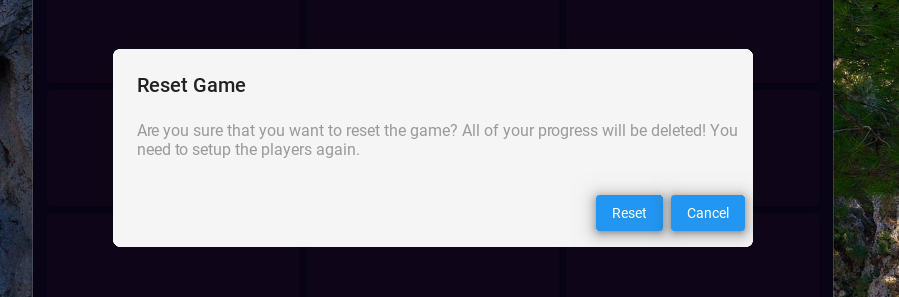 Reset Game
Are you sure that you want to reset the game? All of your progress will be deleted! You
need to setup the players again.
Reset
Cancel